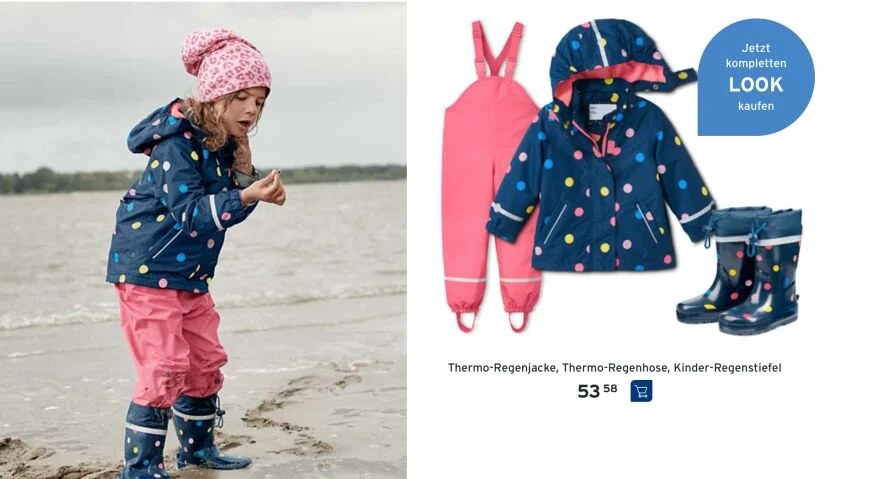 Jetzt
kompletten
LOOK
kaufen
Thermo-Regenjacke, Thermo-Regenhose, Kinder-Regenstiefel
53 58